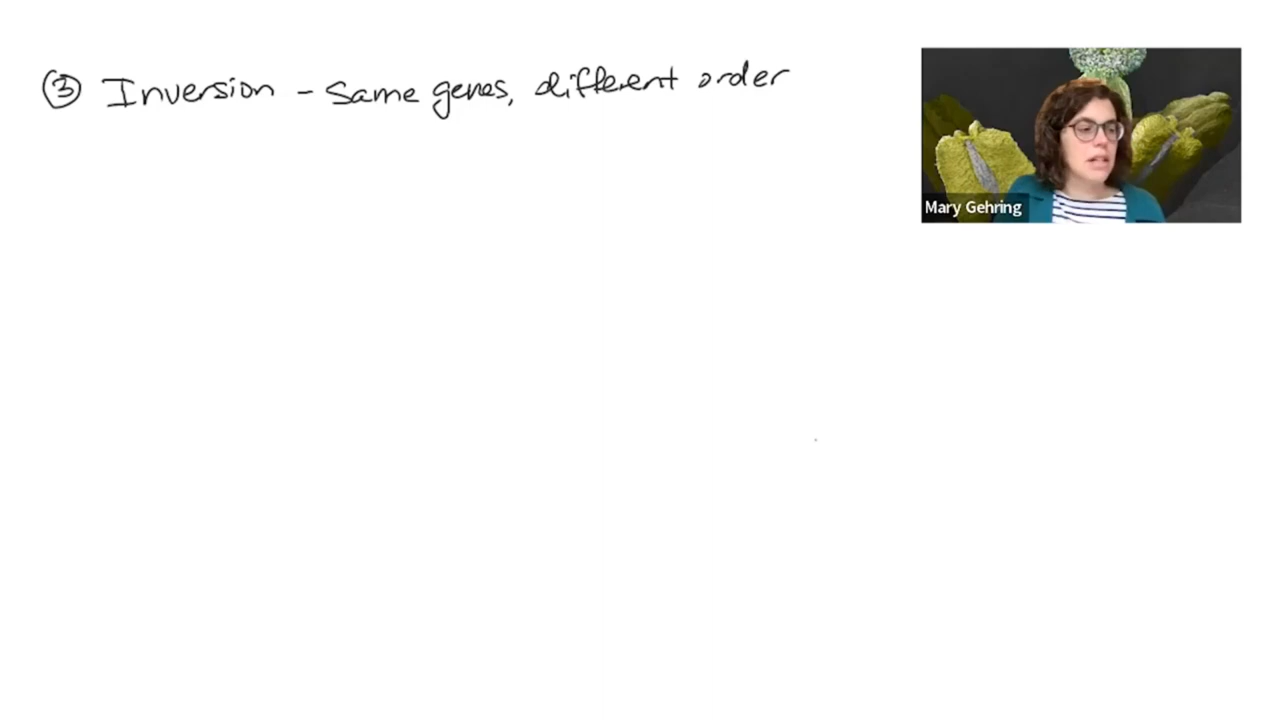 ③ Inversion - Same genes, different order
Mary Gehring